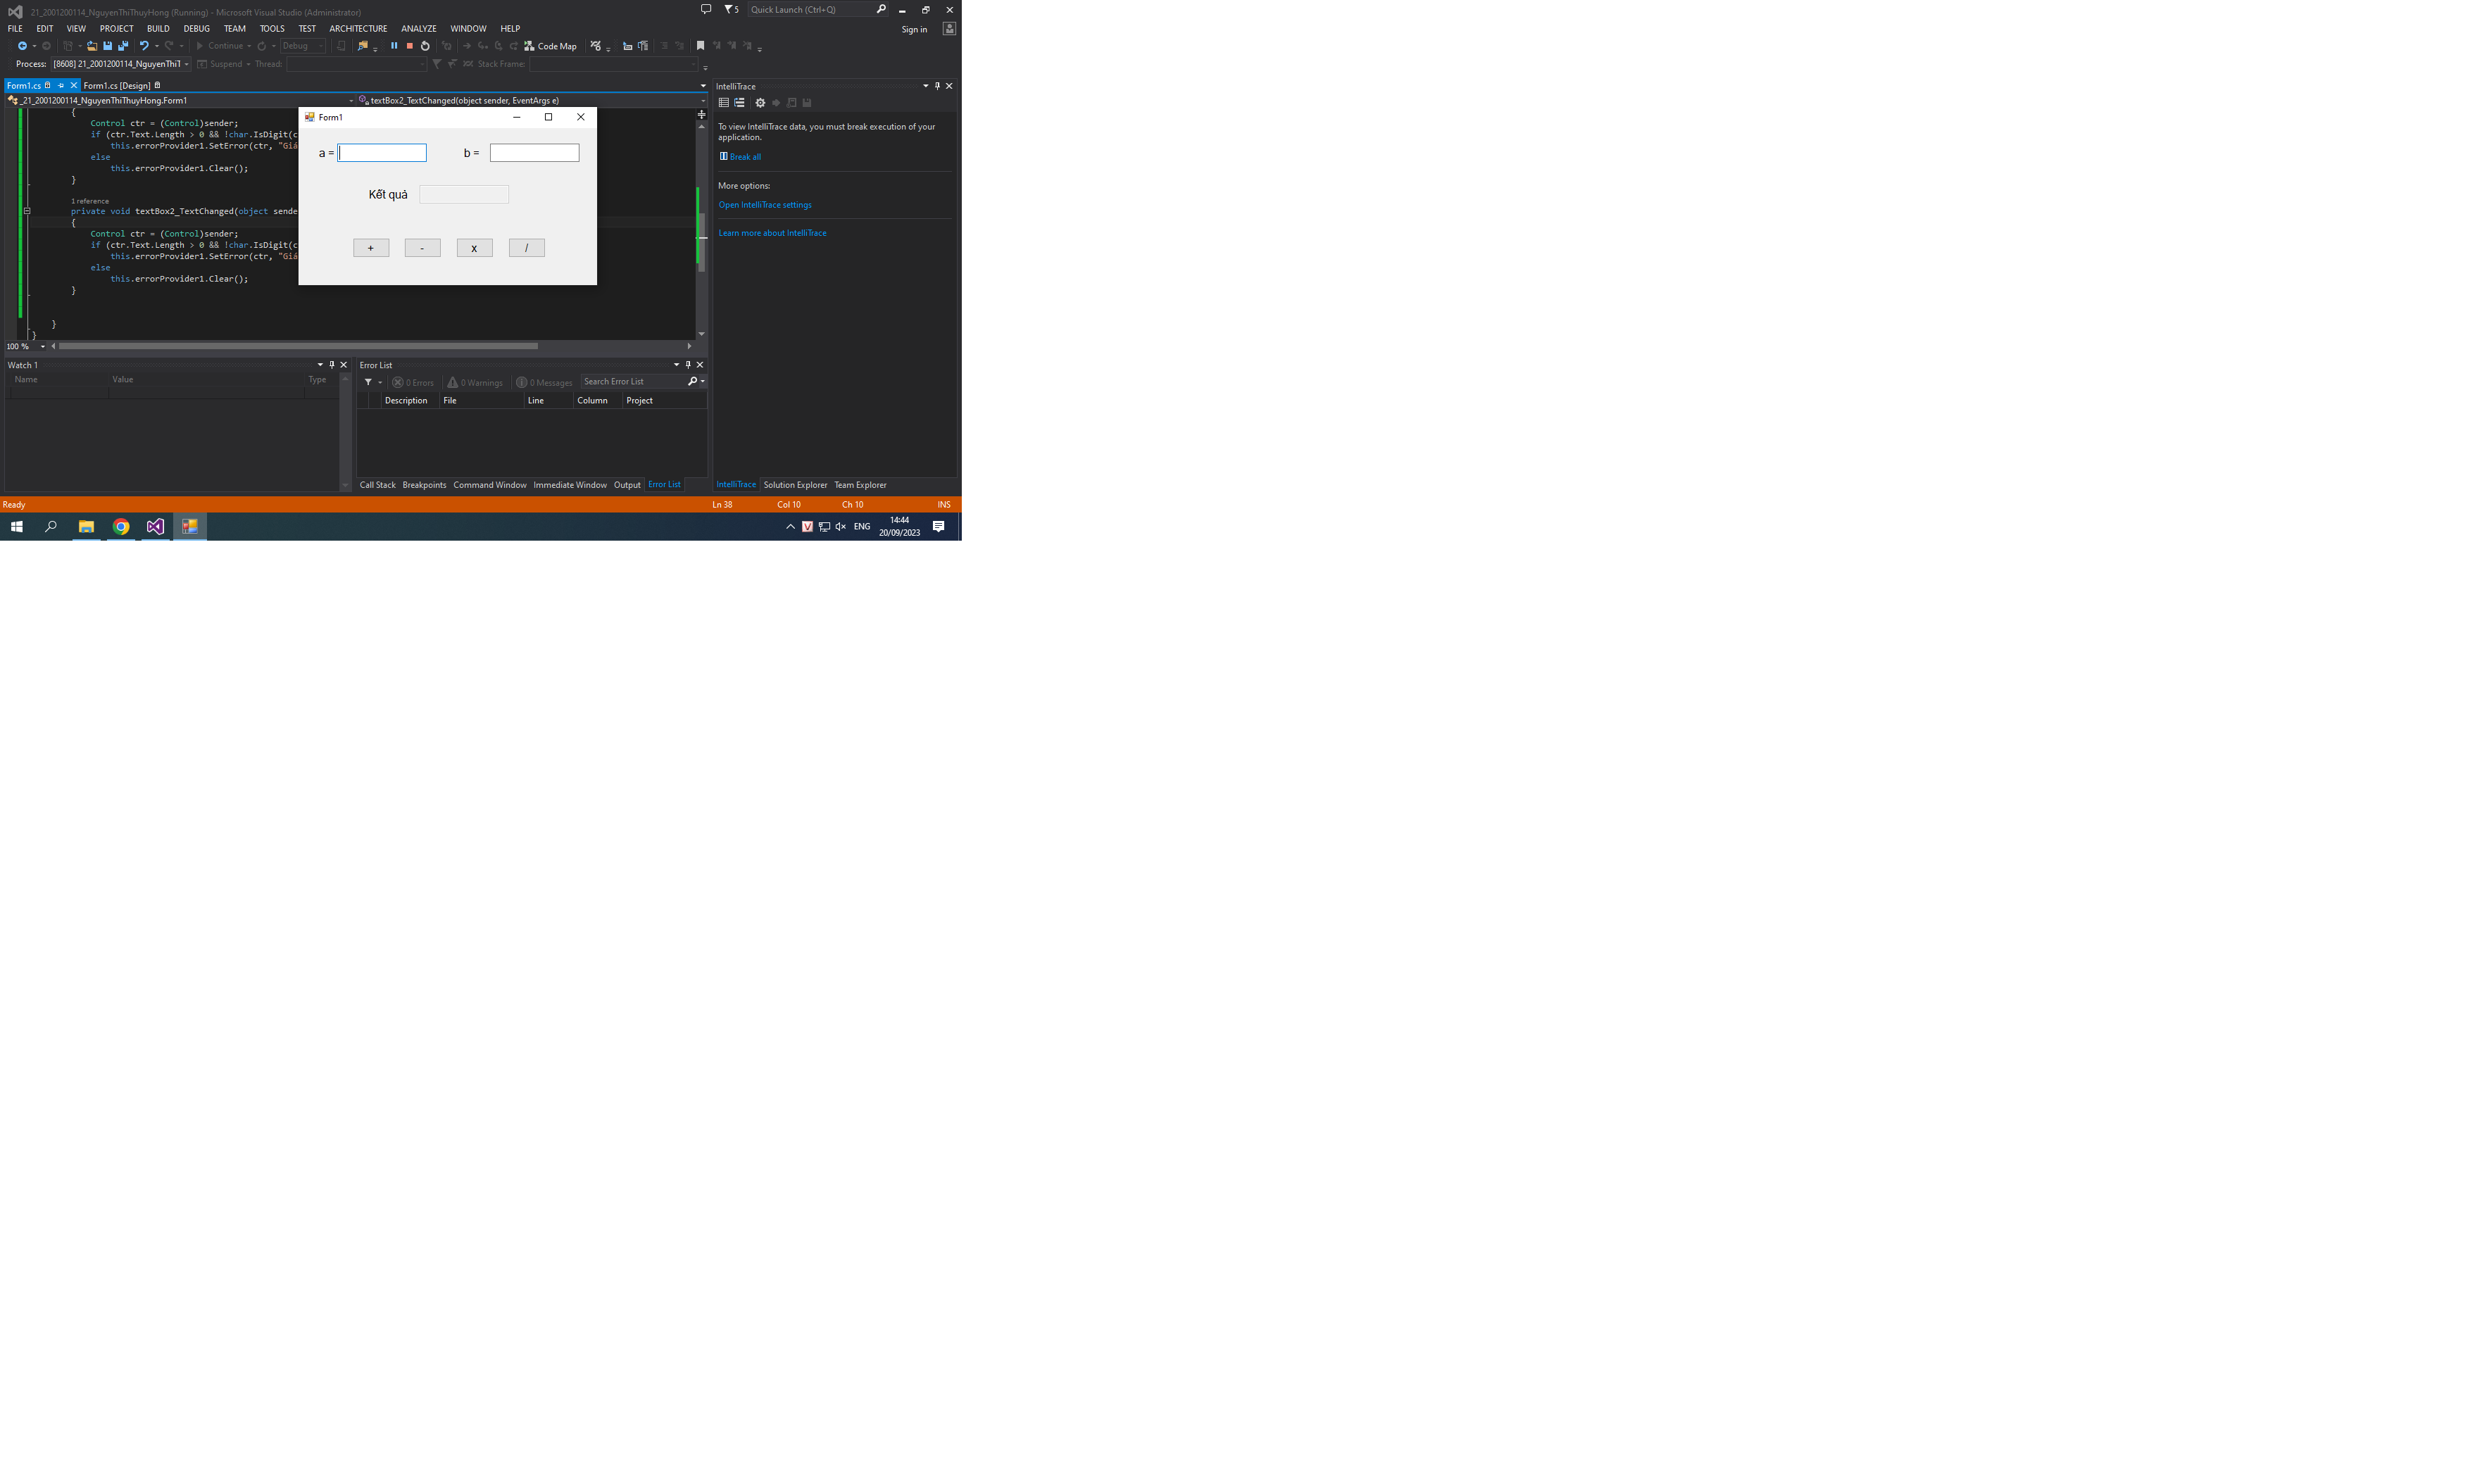 21_2001200114_NguyenThiThuyHong (Running) - Microsoft Visual Studio (Administrator)
5
Quick Launch (Ctrl+Q)
FILE EDIT VIEW PROJECT BUILD DEBUG TEAM TOOLS TEST ARCHITECTURE ANALYZE WINDOW HELP
Sign in
Continue Debug Code Map
Process: [8608] 21_2001200114_NguyenThiT Suspend Thread: Stack Frame:
Form1.cs Form1.cs [Design]
_21_2001200114_NguyenThiThuyHong.Form1 textBox2_TextChanged(object sender, EventArgs e)
{
Control ctr = (Control)sender;
if (ctr.Text.Length > 0 && !char.IsDigit(c
this.errorProvider1.SetError(ctr, "Giá
else
this.errorProvider1.Clear();
}
1 reference
private void textBox2_TextChanged(object sende
{
Control ctr = (Control)sender;
if (ctr.Text.Length > 0 && !char.IsDigit(c
this.errorProvider1.SetError(ctr, "Giá
else
this.errorProvider1.Clear();
}
}
}
100 %
Form1
a = b =
Kết quả
+ - x /
IntelliTrace
To view IntelliTrace data, you must break execution of your
application.
Break all
More options:
Open IntelliTrace settings
Learn more about IntelliTrace
Watch 1
Name Value Type
Error List
0 Errors 0 Warnings 0 Messages Search Error List
Description File Line Column Project
Call Stack Breakpoints Command Window Immediate Window Output Error List
IntelliTrace Solution Explorer Team Explorer
Ready Ln 38 Col 10 Ch 10 INS
V ENG
14:44
20/09/2023